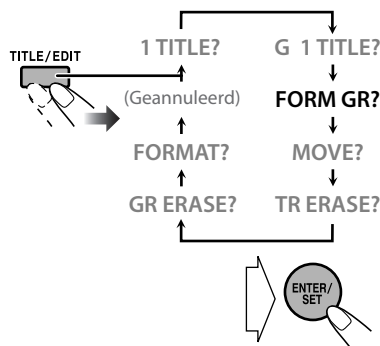 1 TITLE? G 1 TITLE?
TITLE/EDIT
(Geannuleerd) FORM GR?
FORMAT? MOVE?
GR ERASE? TR ERASE?
ENTER/
SET